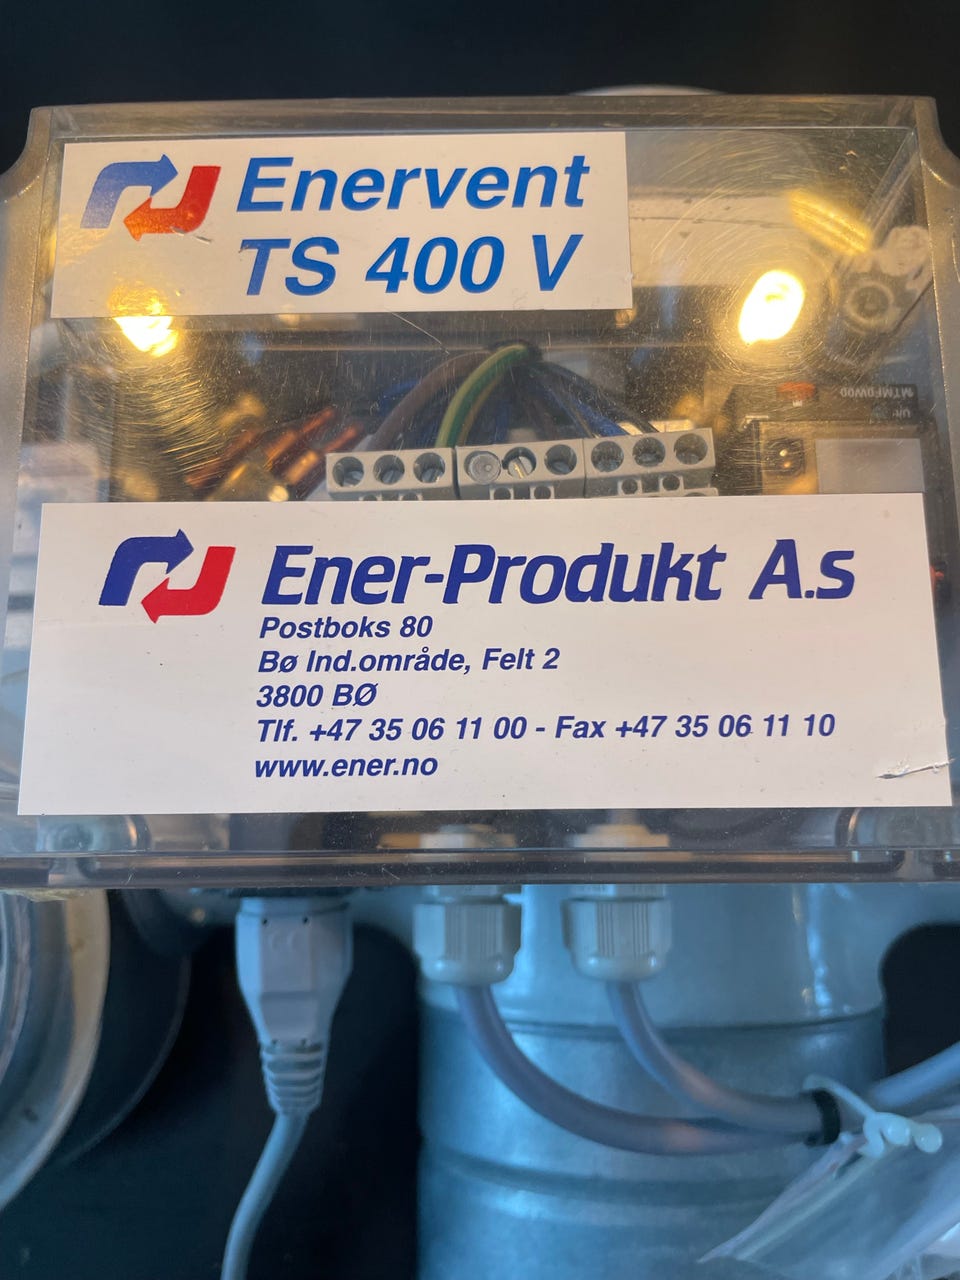 Enervent
TS 400 V
Ener-Produkt A.s
Postboks 80
Bø Ind.område, Felt 2
3800 BØ
Tlf. +47 35 06 11 00 - Fax +47 35 06 11 10
www.ener.no